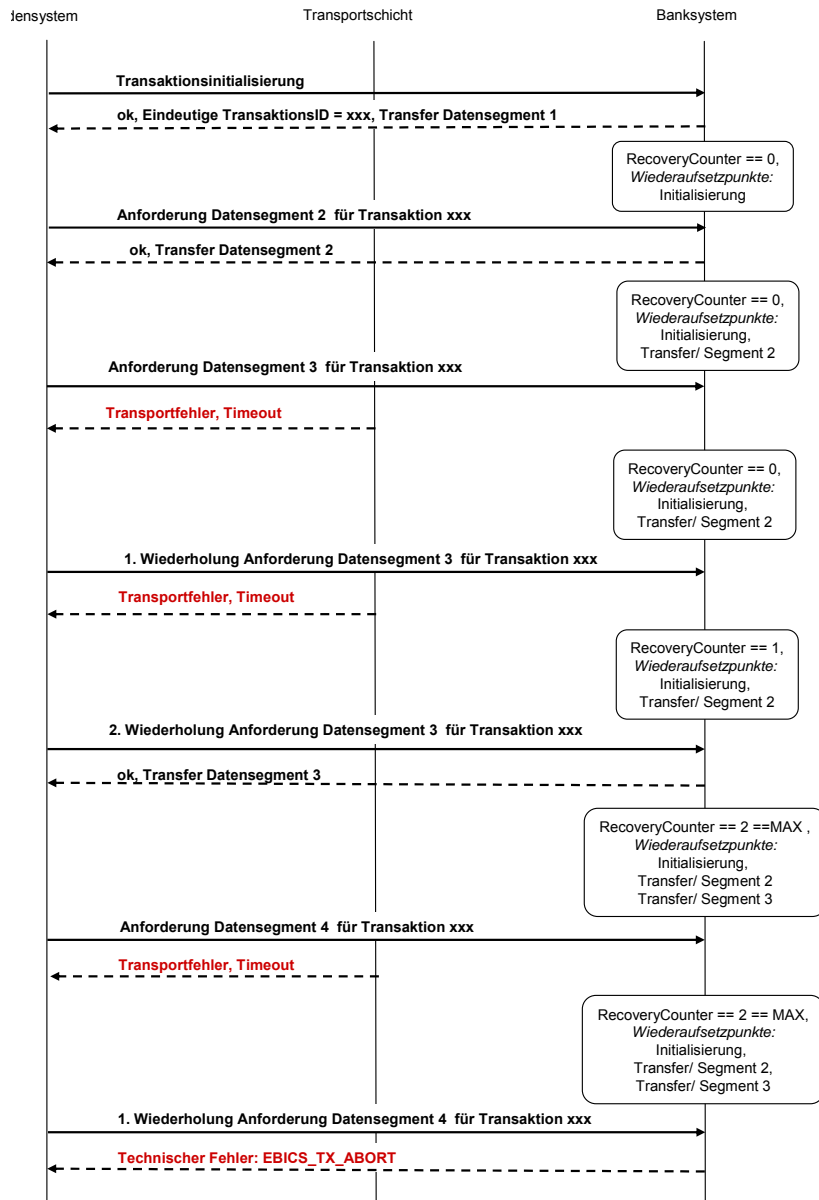 densystem Transportschicht Banksystem
Transaktionsinitialisierung
ok, Eindeutige TransaktionsID = xxx, Transfer Datensegment 1
RecoveryCounter == 0,
Wiederaufsetzpunkte:
Initialisierung
Anforderung Datensegment 2 für Transaktion xxx
ok, Transfer Datensegment 2
RecoveryCounter == 0,
Wiederaufsetzpunkte:
Initialisierung,
Transfer/ Segment 2
Anforderung Datensegment 3 für Transaktion xxx
Transportfehler, Timeout
RecoveryCounter == 0,
Wiederaufsetzpunkte:
Initialisierung,
Transfer/ Segment 2
1. Wiederholung Anforderung Datensegment 3 für Transaktion xxx
Transportfehler, Timeout
RecoveryCounter == 1,
Wiederaufsetzpunkte:
Initialisierung,
Transfer/ Segment 2
2. Wiederholung Anforderung Datensegment 3 für Transaktion xxx
ok, Transfer Datensegment 3
RecoveryCounter == 2 ==MAX ,
Wiederaufsetzpunkte:
Initialisierung,
Transfer/ Segment 2
Transfer/ Segment 3
Anforderung Datensegment 4 für Transaktion xxx
Transportfehler, Timeout
RecoveryCounter == 2 == MAX,
Wiederaufsetzpunkte:
Initialisierung,
Transfer/ Segment 2,
Transfer/ Segment 3
1. Wiederholung Anforderung Datensegment 4 für Transaktion xxx
Technischer Fehler: EBICS_TX_ABORT